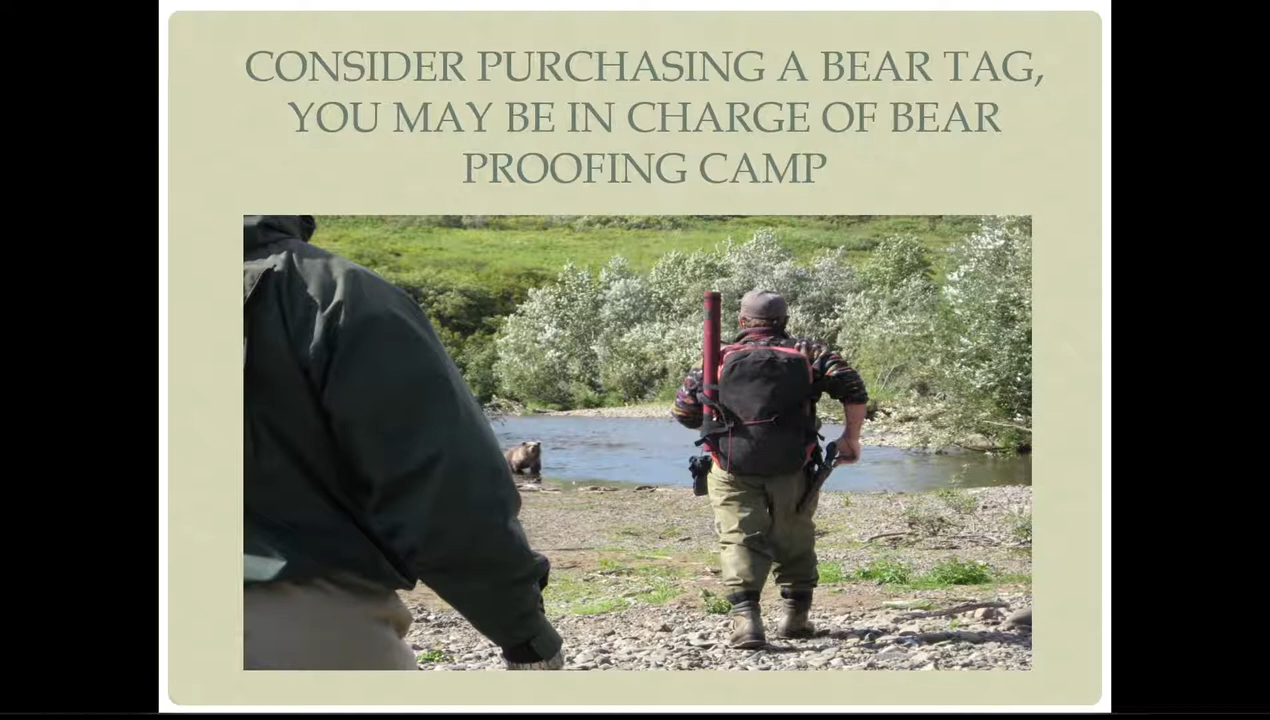 CONSIDER PURCHASING A BEAR TAG,
YOU MAY BE IN CHARGE OF BEAR
PROOFING CAMP